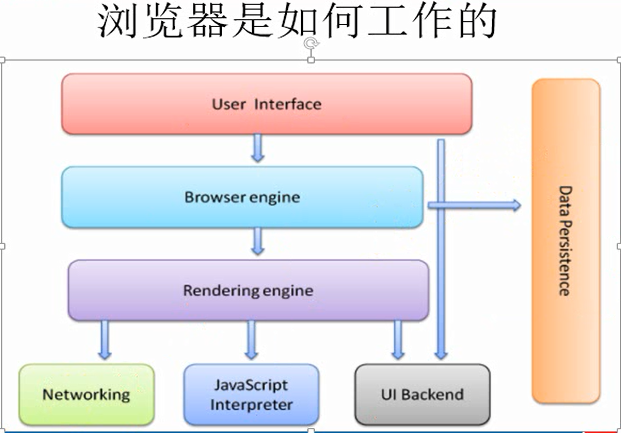 浏览器是如何工作的
User Interface
Browser engine
Data Persistence
Rendering engine
Networking
JavaScript
Interpreter
UI Backend